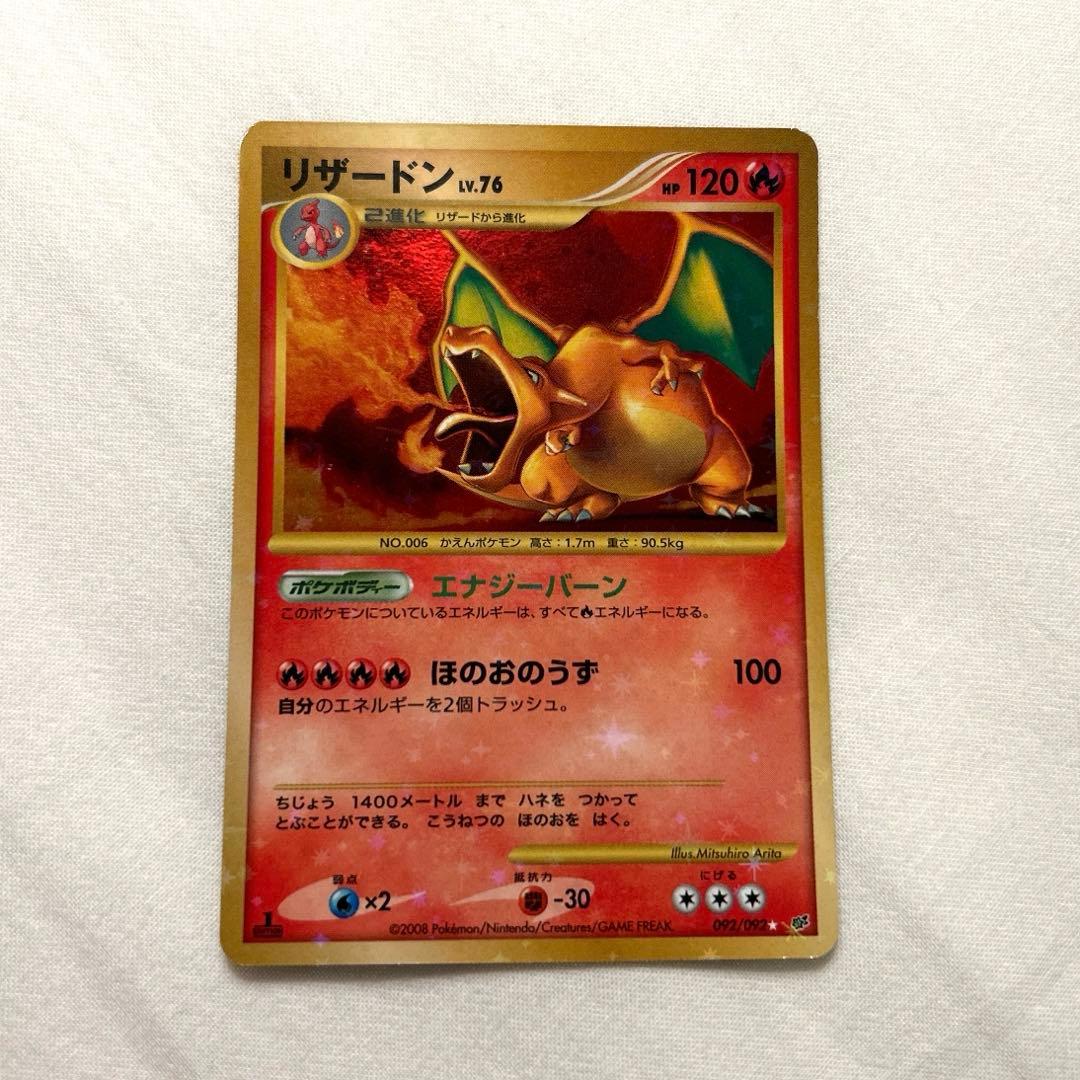 リザードン LV.76 HP 120
2進化 リザードから進化
NO.006 かえんポケモン 高さ:1.7m 重さ:90.5kg
ポケボディー エナジーバーン
このポケモンについているエネルギーは、すべてエネルギーになる。
ほのおのうず 100
自分のエネルギーを2個トラッシュ。
ちじょう 1400メートル まで ハネを つかって
とぶことができる。 こうねつの ほのおを はく。
Illus.Mitsuhiro Arita
弱点 抵抗力 にげる
×2 -30
1 EDITION ©2008 Pokémon/Nintendo/Creatures/GAME FREAK. 092/092★